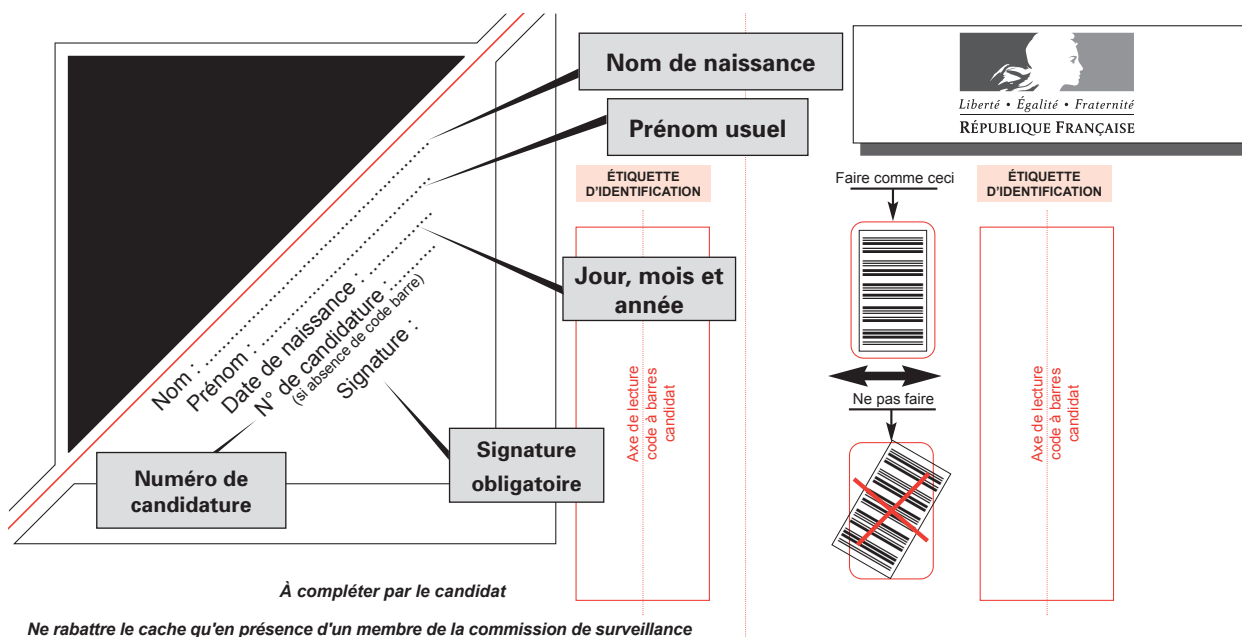 Nom de naissance
Prénom usuel
Liberté • Égalité • Fraternité
RÉPUBLIQUE FRANÇAISE
ÉTIQUETTE
D'IDENTIFICATION
Faire comme ceci
ÉTIQUETTE
D'IDENTIFICATION
Nom :
Prénom :
Date de naissance :
N° de candidature :
(si absence de code barre)
Signature :
Jour, mois et
année
Axe de lecture
code à barres
candidat
Ne pas faire
Axe de lecture
code à barres
candidat
Numéro de
candidature
Signature
obligatoire
À compléter par le candidat
Ne rabattre le cache qu'en présence d'un membre de la commission de surveillance